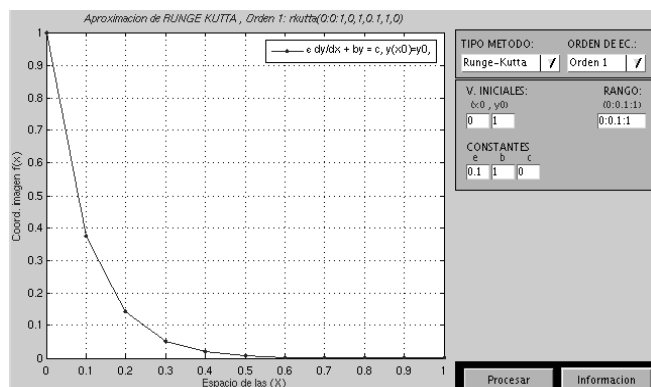 Aproximacion de RUNGE KUTTA , Orden 1: rkutta(0:0:1,0,1,0.1,1,0)
ε dy/dx + by = c, y(x0)=y0,
Coord. imagen f(x)
1
0.9
0.8
0.7
0.6
0.5
0.4
0.3
0.2
0.1
0
0 0.1 0.2 0.3 0.4 0.5 0.6 0.7 0.8 0.9 1
Espacio de las (X)
TIPO METODO: ORDEN DE EC.:
Runge-Kutta Orden 1
V. INICIALES: RANGO:
(x0 , y0) (0:0.1:1)
0 1 0:0.1:1
CONSTANTES
e b c
0.1 1 0
Procesar Informacion